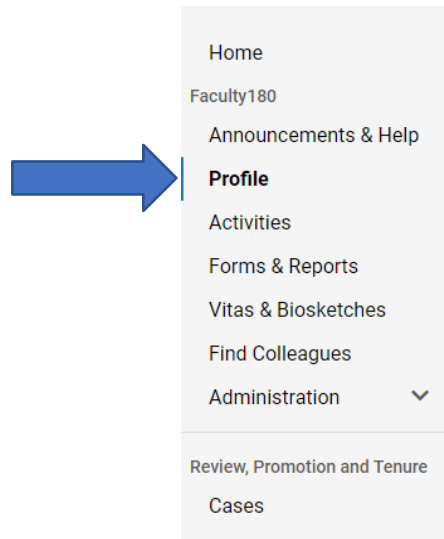 Home
Faculty180
Announcements & Help
Profile
Activities
Forms & Reports
Vitas & Biosketches
Find Colleagues
Administration
Review, Promotion and Tenure
Cases